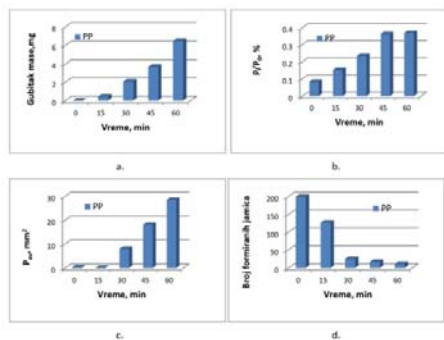 Gubitak mase,mg
8
6
4
2
0
PP
0 15 30 45 60
Vreme, min
a.
P/P₀, %
0.4
0.3
0.2
0.1
0
PP
0 15 30 45 60
Vreme, min
b.
mm²
30
20
10
0
PP
0 15 30 45 60
Vreme, min
c.
Broj formiranih jamica
200
150
100
50
0
PP
0 15 30 45 60
Vreme, min
d.